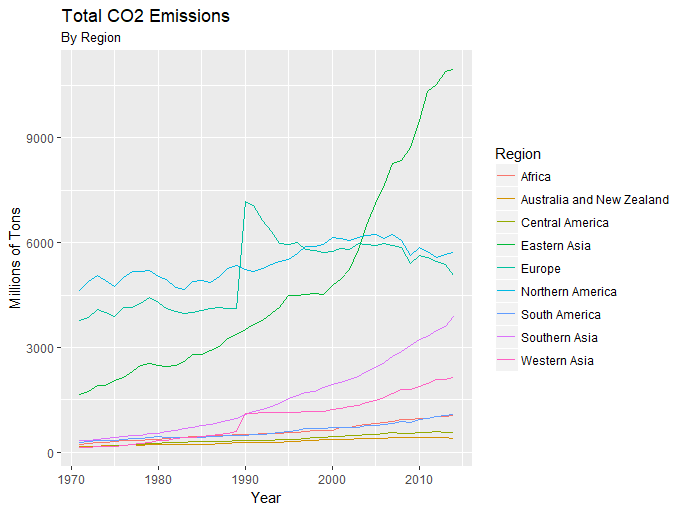 Total CO2 Emissions
By Region
Millions of Tons
9000
6000
3000
0
1970
1980
1990
2000
2010
Year
Region
Africa
Australia and New Zealand
Central America
Eastern Asia
Europe
Northern America
South America
Southern Asia
Western Asia